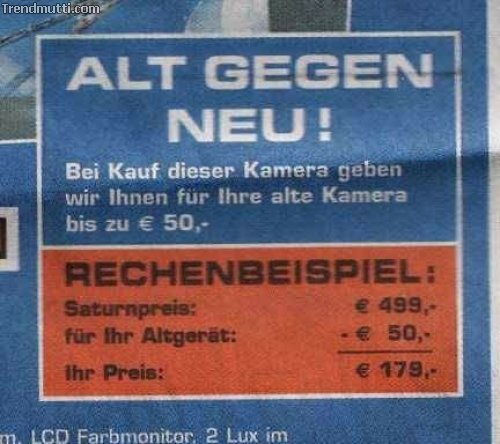 Trendmutti.com
ALT GEGEN
NEU!
Bei Kauf dieser Kamera geben
wir Ihnen für Ihre alte Kamera
bis zu € 50,-
RECHENBEISPIEL:
Saturnpreis: € 499,-
für Ihr Altgerät: - € 50,-
Ihr Preis: € 179,-
m, LCD Farbmonitor, 2 Lux im